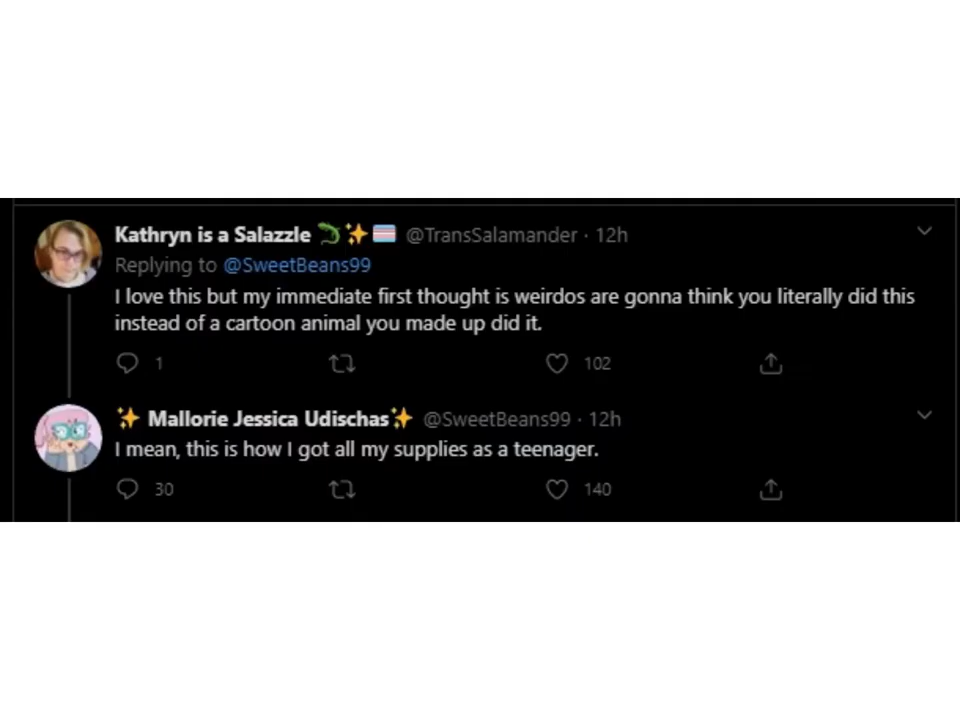 Kathryn is a Salazzle 🦎✨🏳️‍⚧️ @TransSalamander · 12h
Replying to @SweetBeans99
I love this but my immediate first thought is weirdos are gonna think you literally did this
instead of a cartoon animal you made up did it.
1 102
✨ Mallorie Jessica Udischas✨ @SweetBeans99 · 12h
I mean, this is how I got all my supplies as a teenager.
30 140